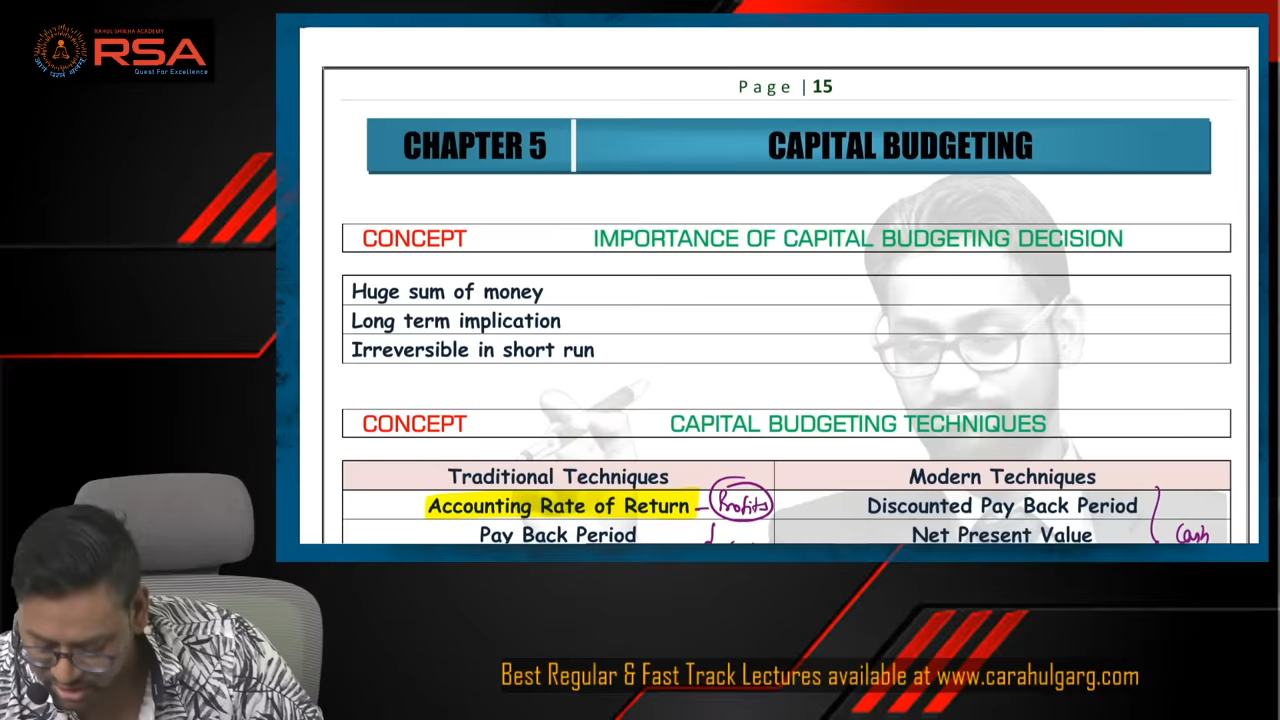 RAHUL SHIKHA ACADEMY
RSA
Quest For Excellence
Page | 15
CHAPTER 5 CAPITAL BUDGETING
CONCEPT IMPORTANCE OF CAPITAL BUDGETING DECISION
Huge sum of money
Long term implication
Irreversible in short run
CONCEPT CAPITAL BUDGETING TECHNIQUES
Traditional Techniques Modern Techniques
Accounting Rate of Return Profits Discounted Pay Back Period
Pay Back Period Net Present Value Cash
Best Regular & Fast Track Lectures available at www.carahulgarg.com